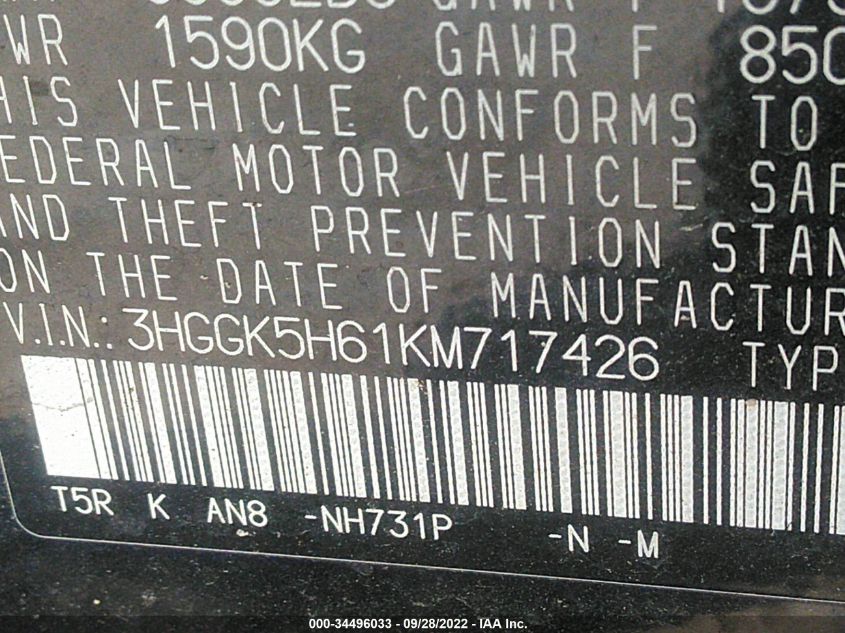 GAWR F
WR 1590KG GAWR F 850
HIS VEHICLE CONFORMS TO
EDERAL MOTOR VEHICLE SAF
AND THEFT PREVENTION STAN
ON THE DATE OF MANUFACTUR
V.I.N.: 3HGGK5H61KM717426 TYP
T5R K AN8 -NH731P -N -M
000-34496033 - 09/28/2022 - IAA Inc.